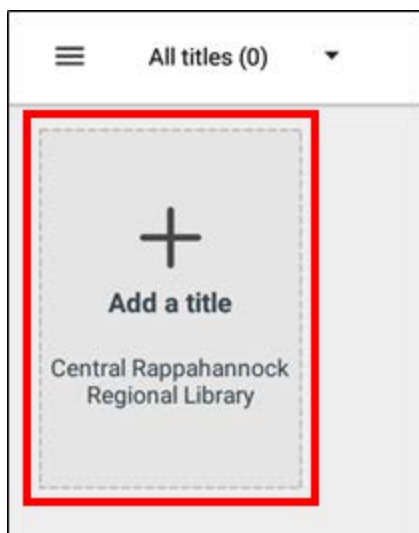 All titles (0)
Add a title
Central Rappahannock
Regional Library